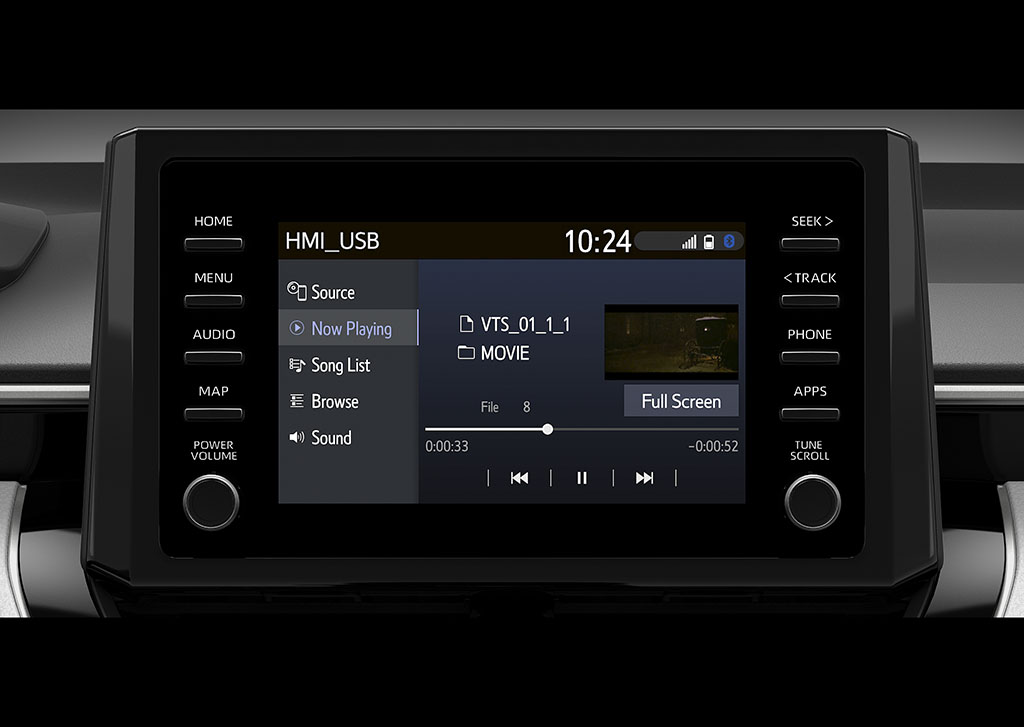 HOME
MENU
AUDIO
MAP
POWER
VOLUME
HMI_USB 10:24
Source
Now Playing
Song List
Browse
Sound
VTS_01_1_1
MOVIE
Full Screen
File 8
0:00:33 -0:00:52
SEEK >
< TRACK
PHONE
APPS
TUNE
SCROLL